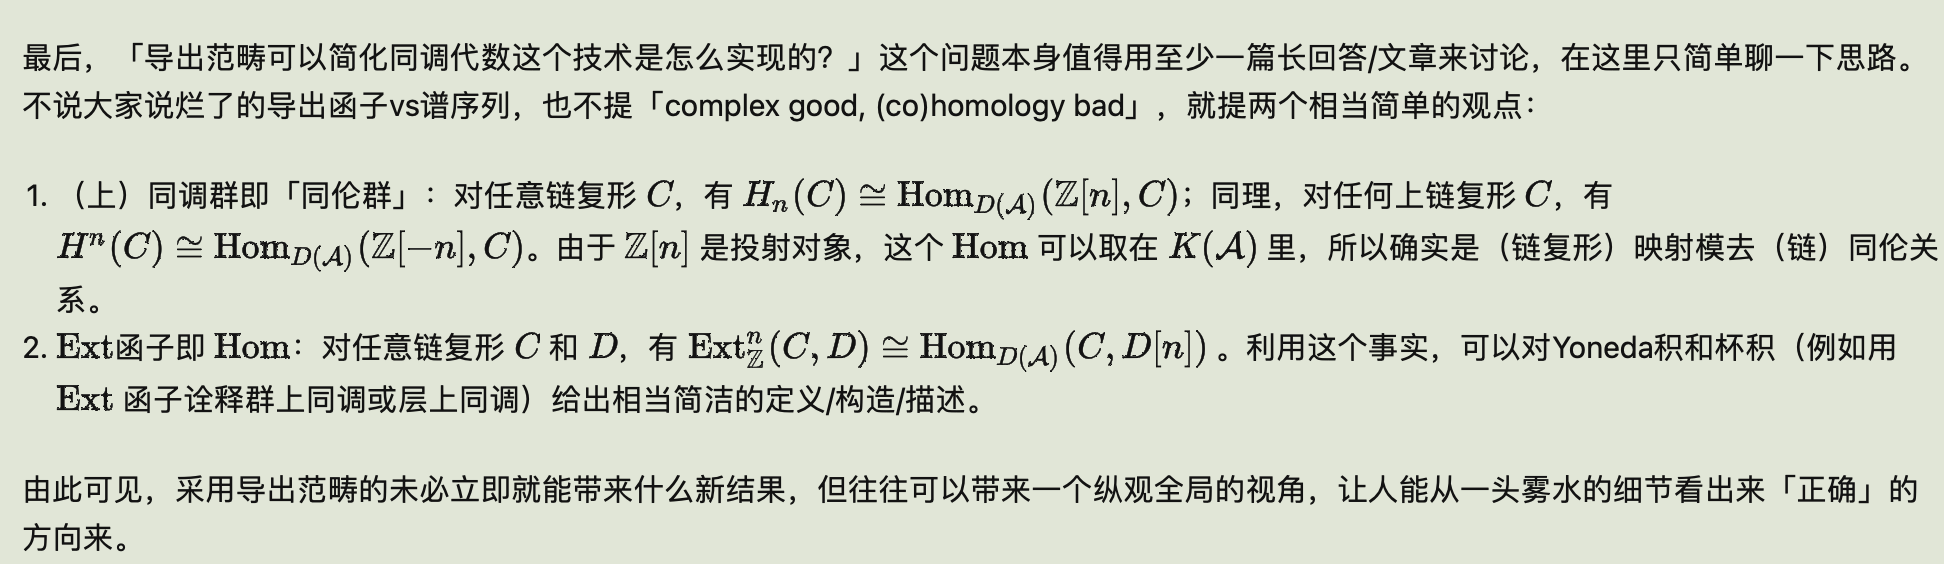 最后，「导出范畴可以简化同调代数这个技术是怎么实现的？」这个问题本身值得用至少一篇长回答/文章来讨论，在这里只简单聊一下思路。
不说大家说烂了的导出函子vs谱序列，也不提「complex good, (co)homology bad」，就提两个相当简单的观点：
1. （上）同调群即「同伦群」：对任意链复形 $C$，有 $H_n(C) \cong \mathrm{Hom}_{D(\mathcal{A})}(\mathbb{Z}[n], C)$；同理，对任何上链复形 $C$，有
$H^n(C) \cong \mathrm{Hom}_{D(\mathcal{A})}(\mathbb{Z}[-n], C)$。由于 $\mathbb{Z}[n]$ 是投射对象，这个 $\mathrm{Hom}$ 可以取在 $K(\mathcal{A})$ 里，所以确实是（链复形）映射模去（链）同伦关
系。
2. $\mathrm{Ext}$函子即 $\mathrm{Hom}$：对任意链复形 $C$ 和 $D$，有 $\mathrm{Ext}^n_{\mathbb{Z}}(C, D) \cong \mathrm{Hom}_{D(\mathcal{A})}(C, D[n])$ 。利用这个事实，可以对Yoneda积和杯积（例如用
$\mathrm{Ext}$ 函子诠释群上同调或层上同调）给出相当简洁的定义/构造/描述。
由此可见，采用导出范畴的未必立即就能带来什么新结果，但往往可以带来一个纵观全局的视角，让人能从一头雾水的细节看出来「正确」的
方向来。